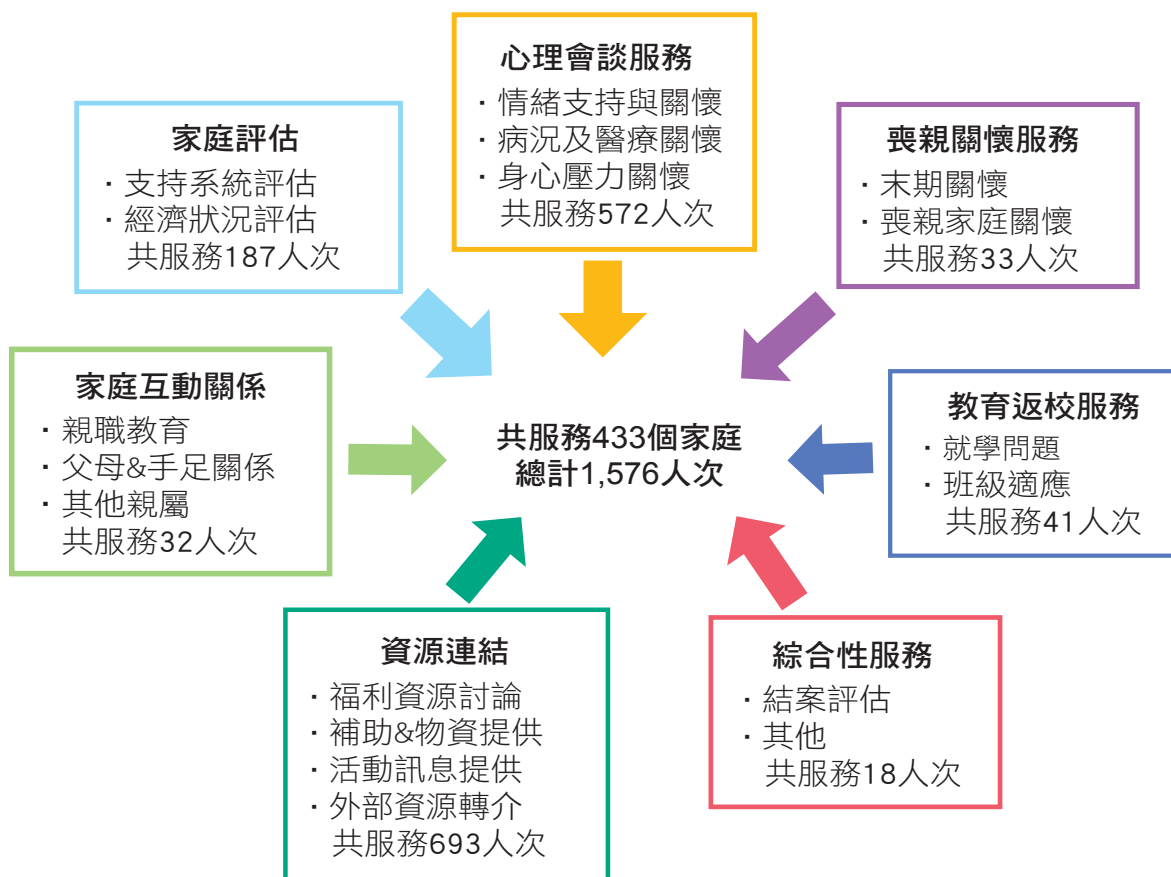 心理會談服務
・情緒支持與關懷
・病況及醫療關懷
・身心壓力關懷
共服務572人次
家庭評估
・支持系統評估
・經濟狀況評估
共服務187人次
喪親關懷服務
・末期關懷
・喪親家庭關懷
共服務33人次
家庭互動關係
・親職教育
・父母&手足關係
・其他親屬
共服務32人次
共服務433個家庭
總計1,576人次
教育返校服務
・就學問題
・班級適應
共服務41人次
資源連結
・福利資源討論
・補助&物資提供
・活動訊息提供
・外部資源轉介
共服務693人次
綜合性服務
・結案評估
・其他
共服務18人次